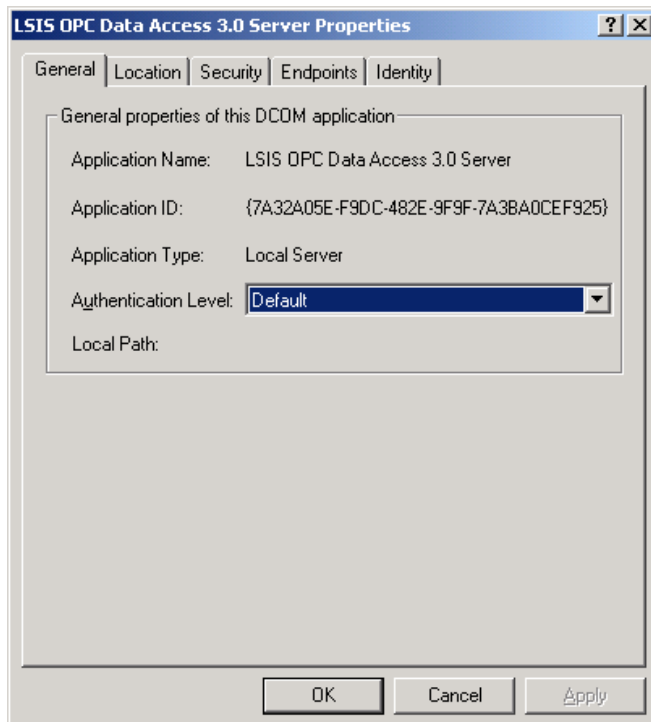 LSIS OPC Data Access 3.0 Server Properties
General Location Security Endpoints Identity
General properties of this DCOM application
Application Name: LSIS OPC Data Access 3.0 Server
Application ID: {7A32A05E-F9DC-482E-9F9F-7A3BA0CEF925}
Application Type: Local Server
Authentication Level: Default
Local Path:
OK Cancel Apply